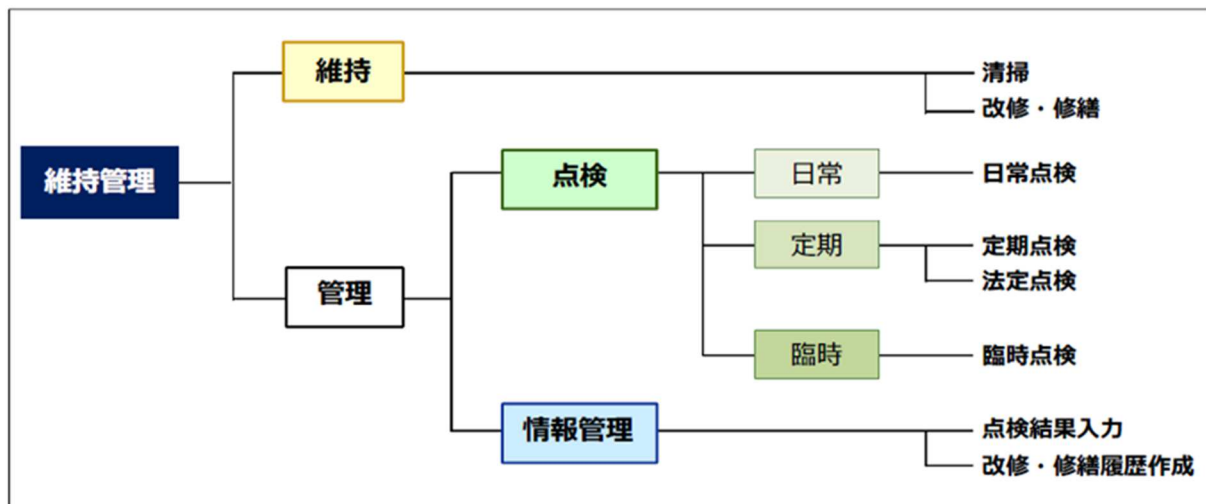 維持
清掃
改修・修繕
維持管理
点検
日常
日常点検
定期
定期点検
法定点検
管理
臨時
臨時点検
情報管理
点検結果入力
改修・修繕履歴作成